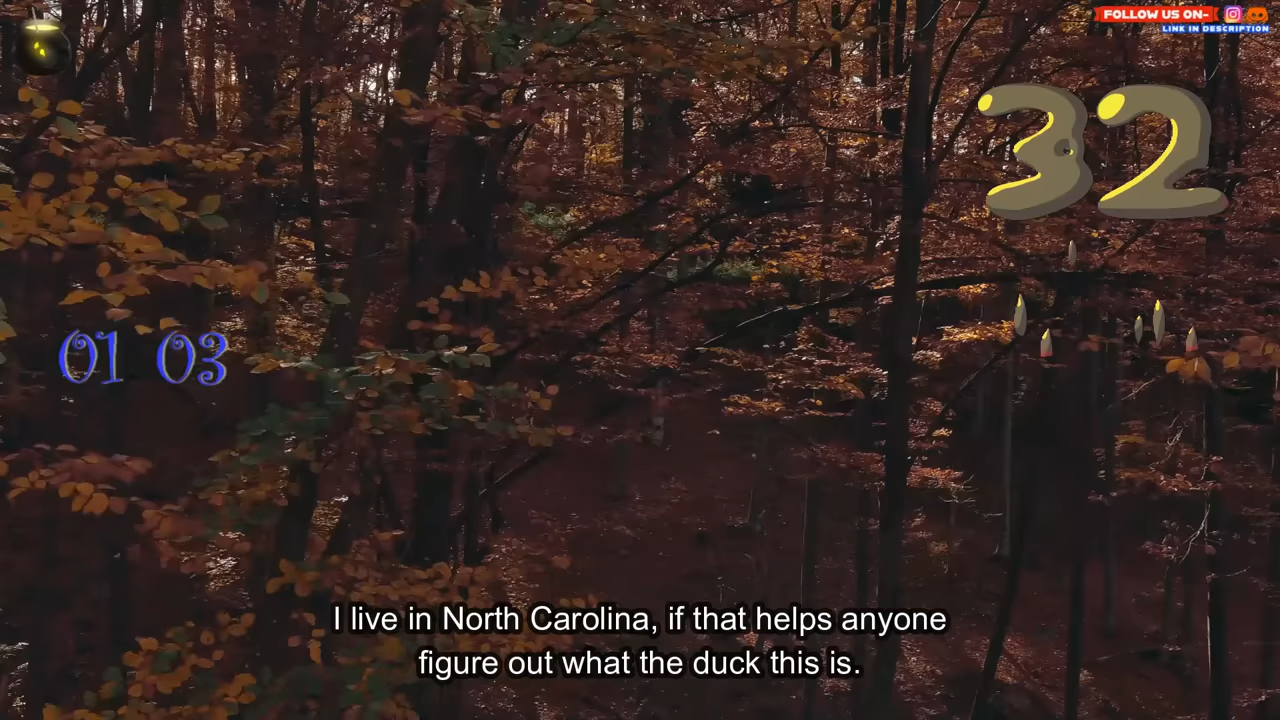 FOLLOW US ON-
LINK IN DESCRIPTION
32
01 03
I live in North Carolina, if that helps anyone
figure out what the duck this is.